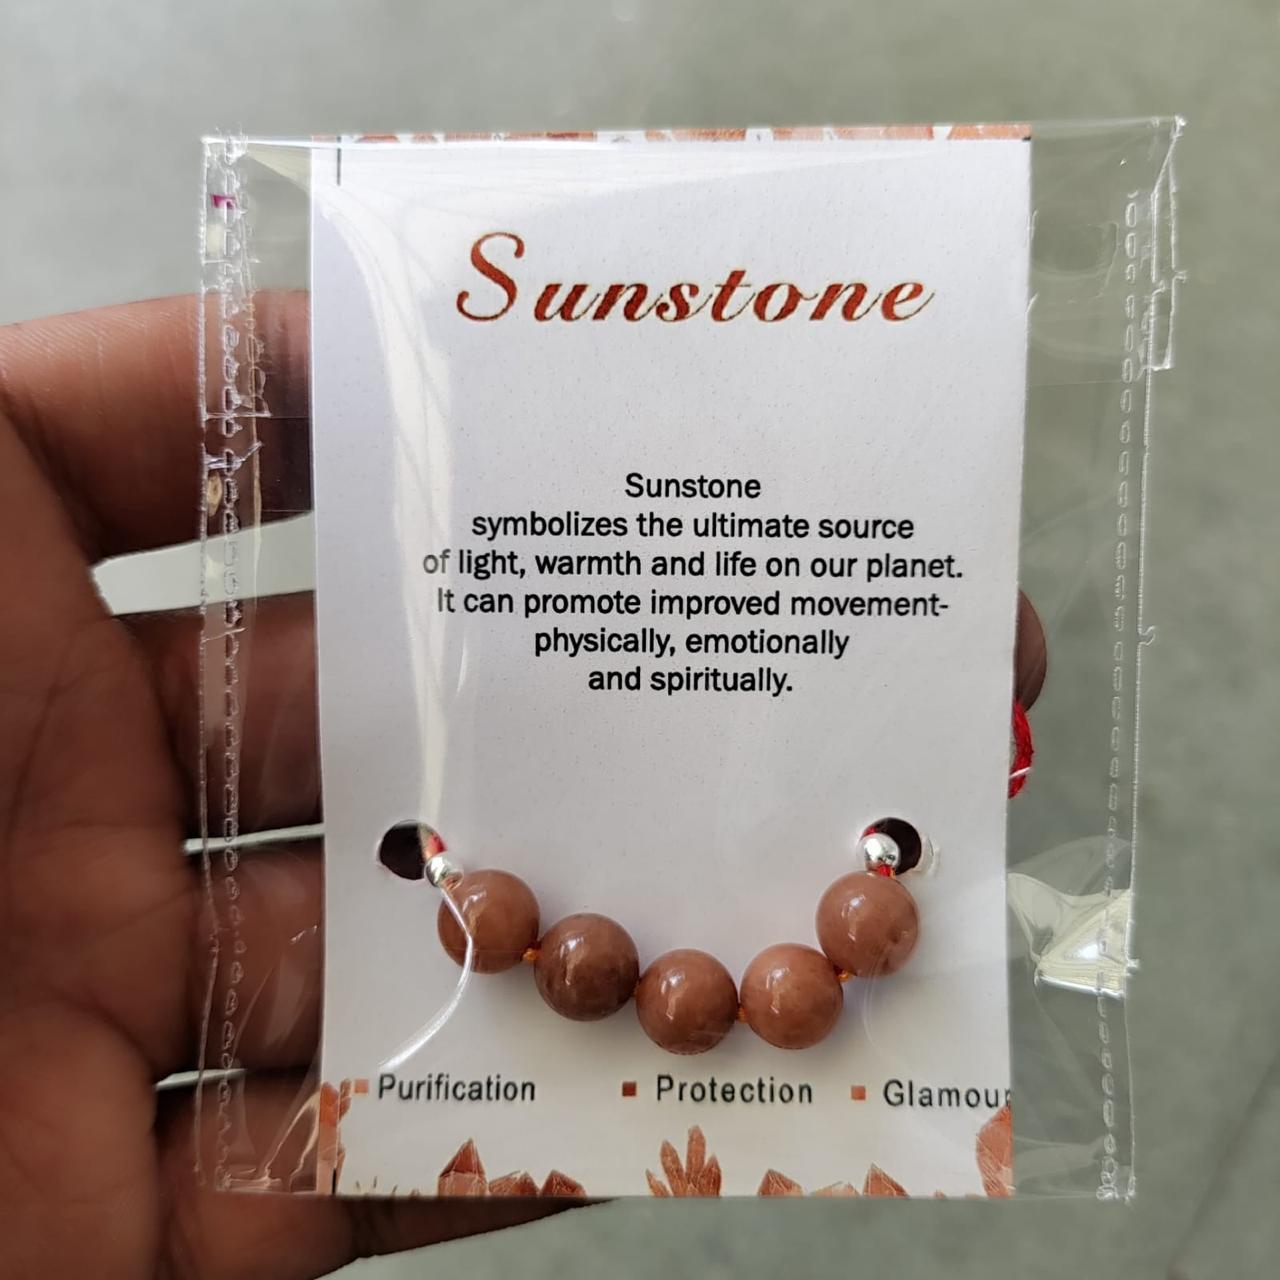 Sunstone
Sunstone
symbolizes the ultimate source
of light, warmth and life on our planet.
It can promote improved movement-
physically, emotionally
and spiritually.
Purification Protection Glamour